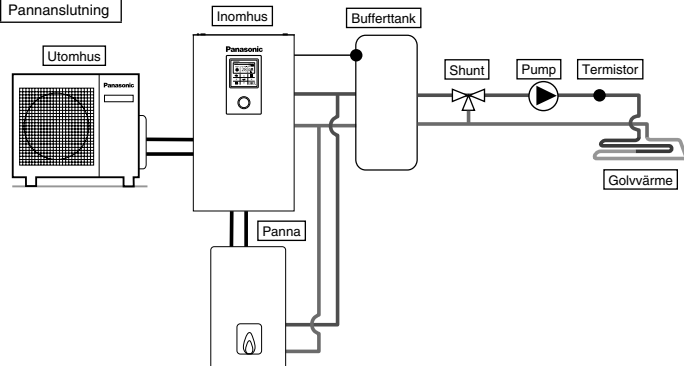 Pannanslutning
Inomhus
Bufferttank
Utomhus
Panasonic
Panasonic
Shunt
Pump
Termistor
Golvvärme
Panna